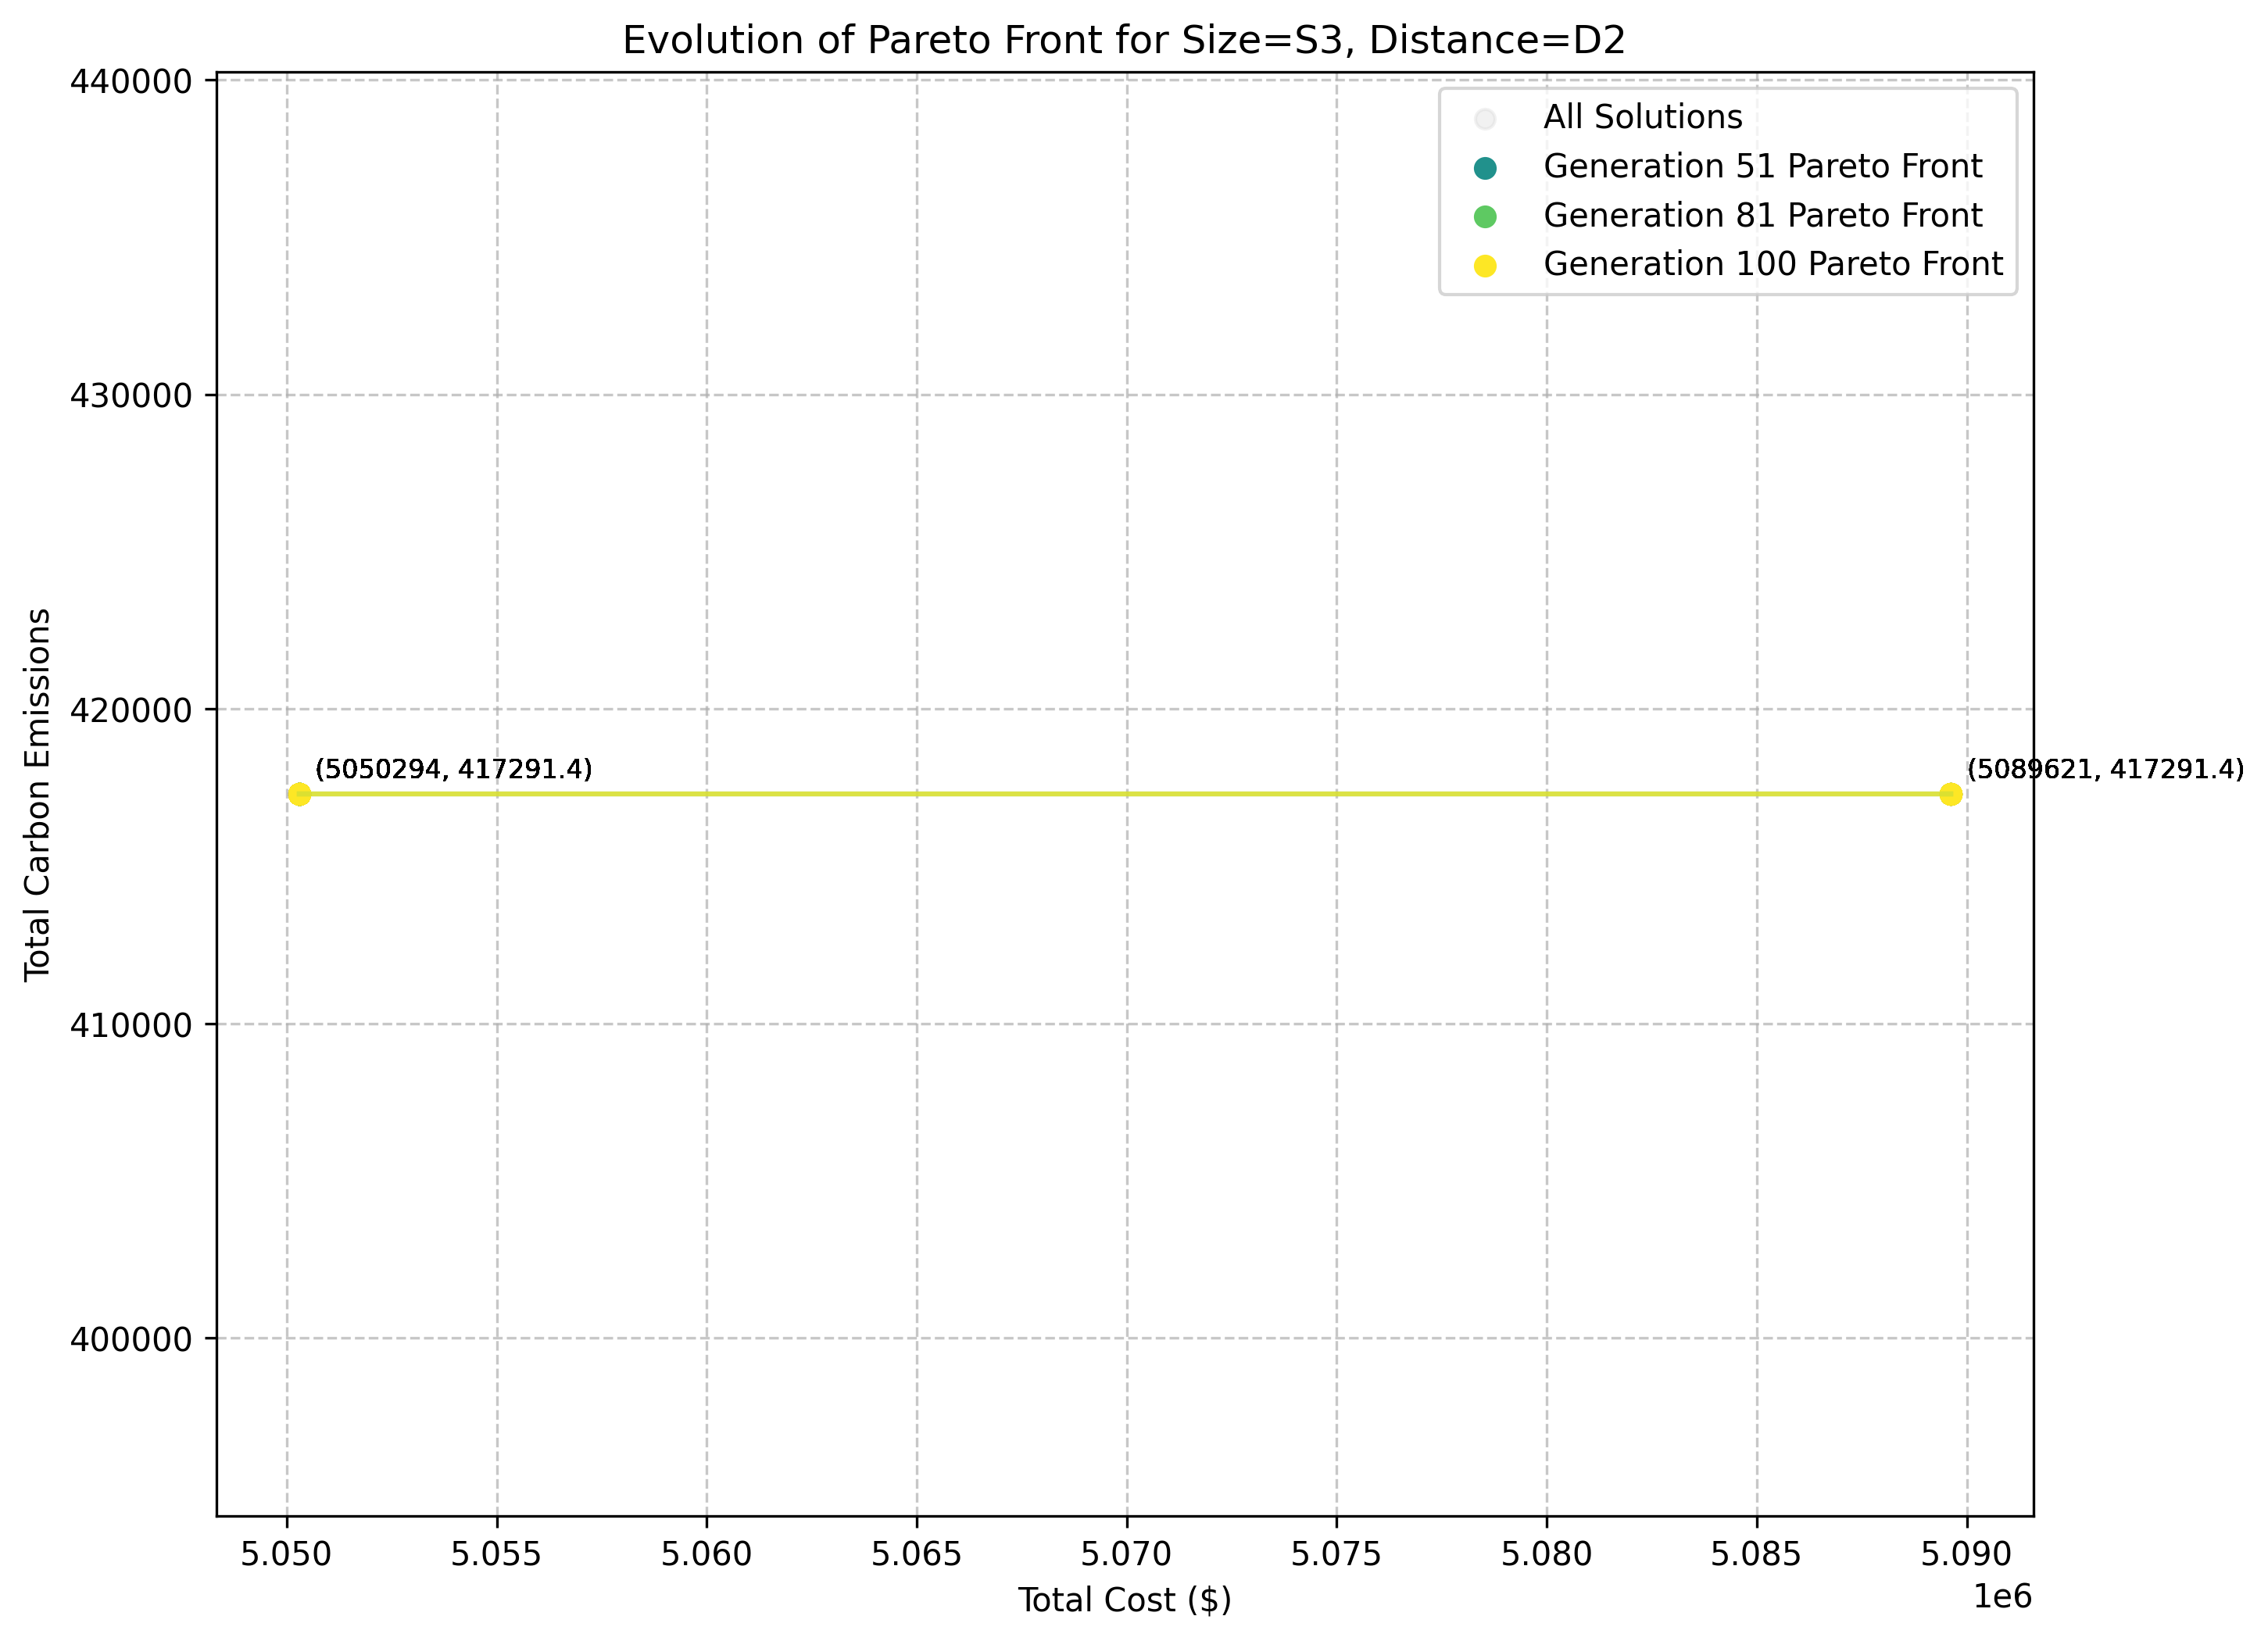 Evolution of Pareto Front for Size=S3, Distance=D2
440000
430000
420000
410000
400000
Total Carbon Emissions
All Solutions
Generation 51 Pareto Front
Generation 81 Pareto Front
Generation 100 Pareto Front
(5050294, 417291.4)
(5089621, 417291.4)
5.050 5.055 5.060 5.065 5.070 5.075 5.080 5.085 5.090
1e6
Total Cost ($)